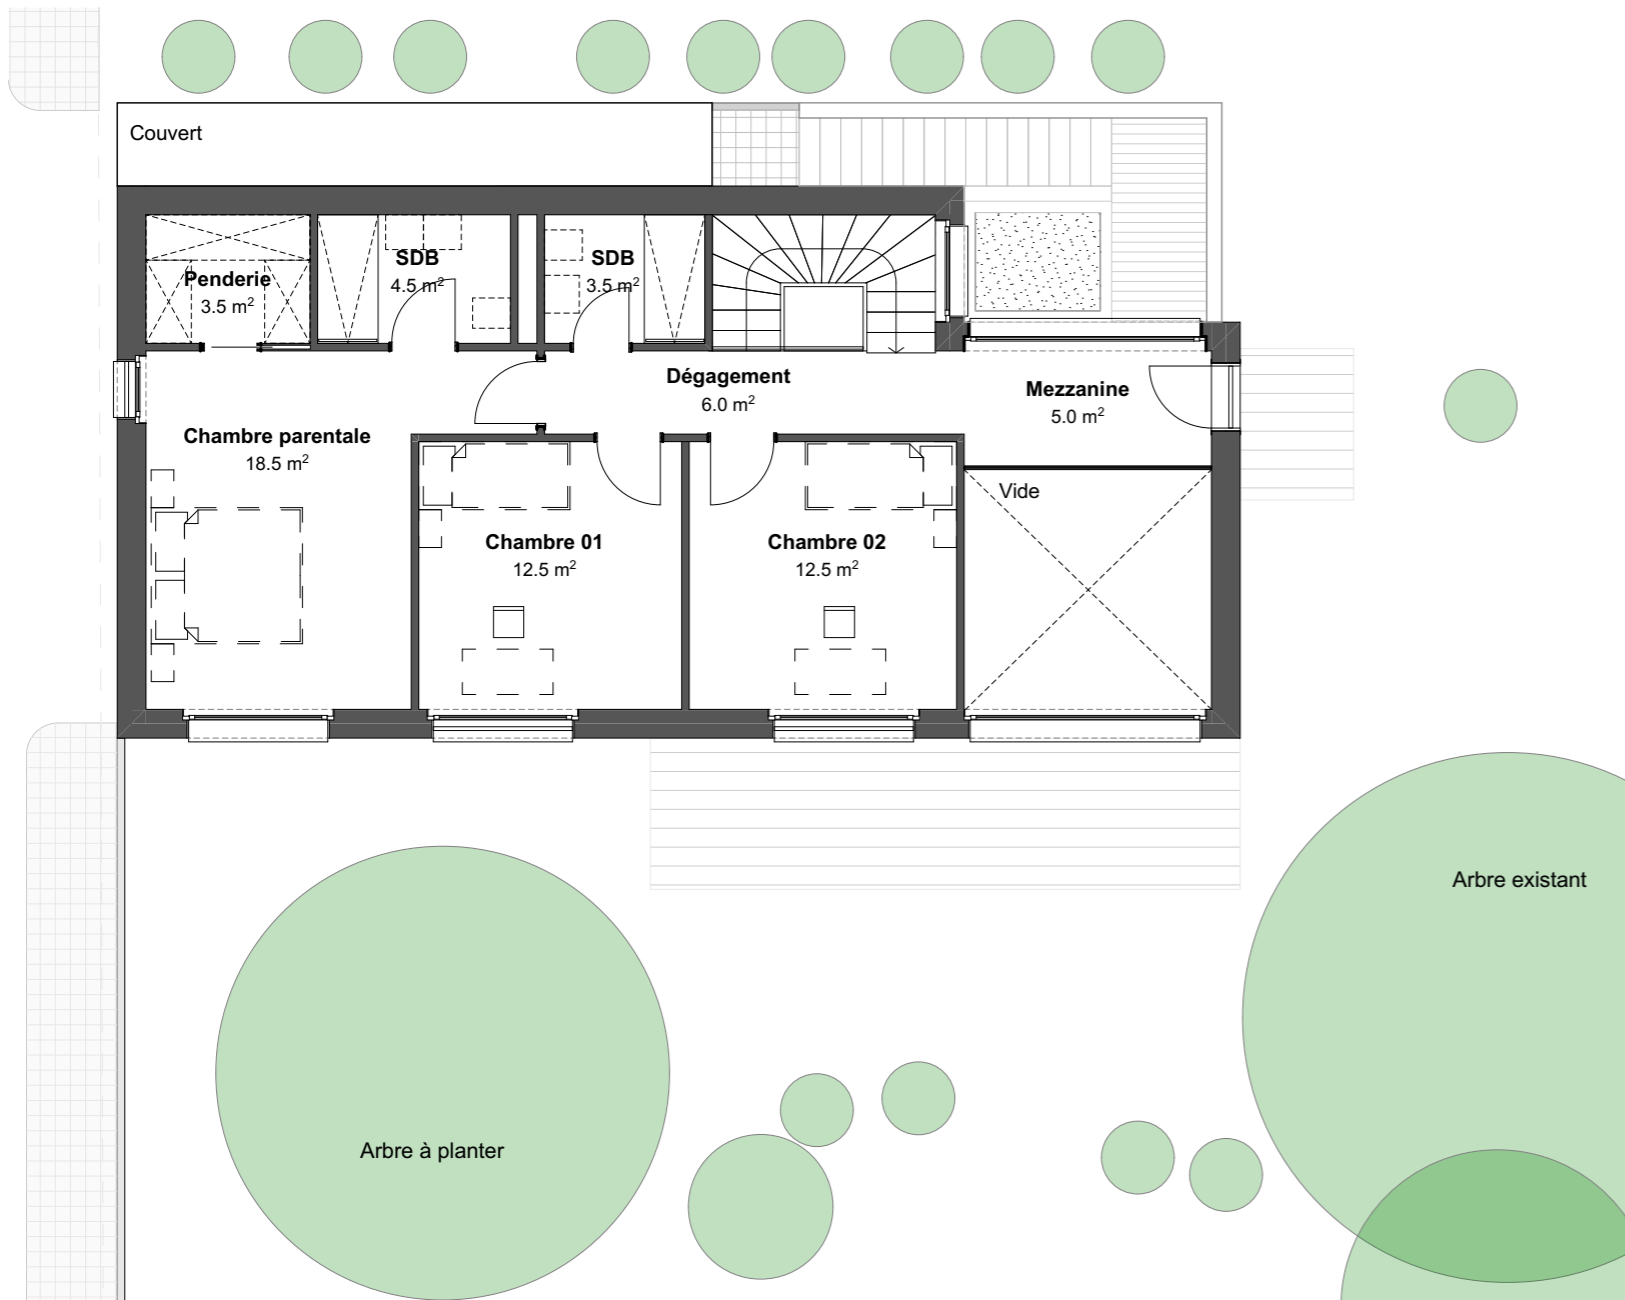 Couvert
Penderie
3.5 m²
SDB
4.5 m²
SDB
3.5 m²
Dégagement
6.0 m²
Mezzanine
5.0 m²
Chambre parentale
18.5 m²
Vide
Chambre 01
12.5 m²
Chambre 02
12.5 m²
Arbre existant
Arbre à planter